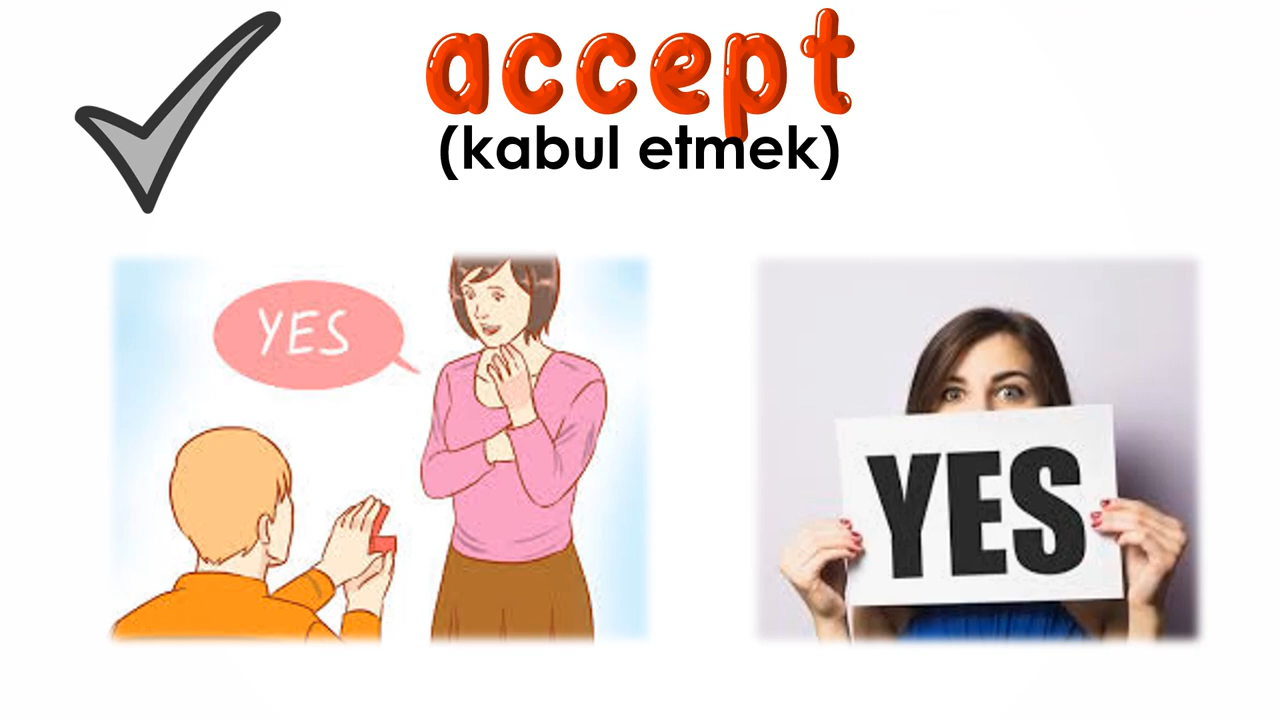 accept
(kabul etmek)
YES
YES